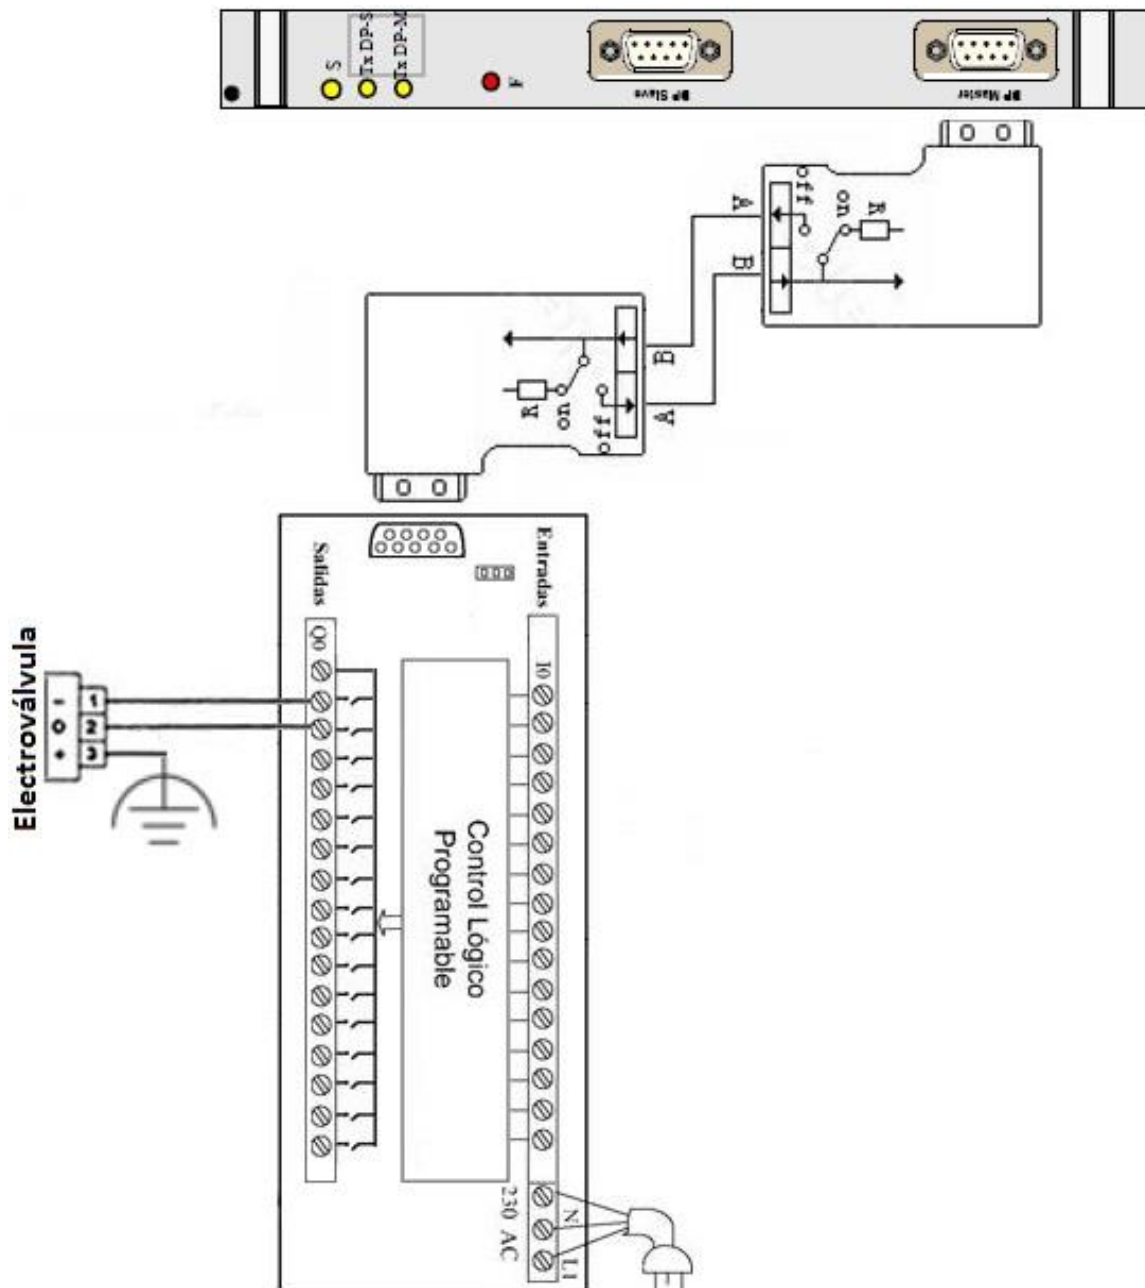 S
Tx DP-S
Tx DP-M
F
DP Slave
DP Master
off
on
R
A
B
B
A
R
on
off
Salidas
Entradas
Q0
I0
Electroválvula
- 1
O 2
+ 3
Control Lógico
Programable
230 AC
N
L1